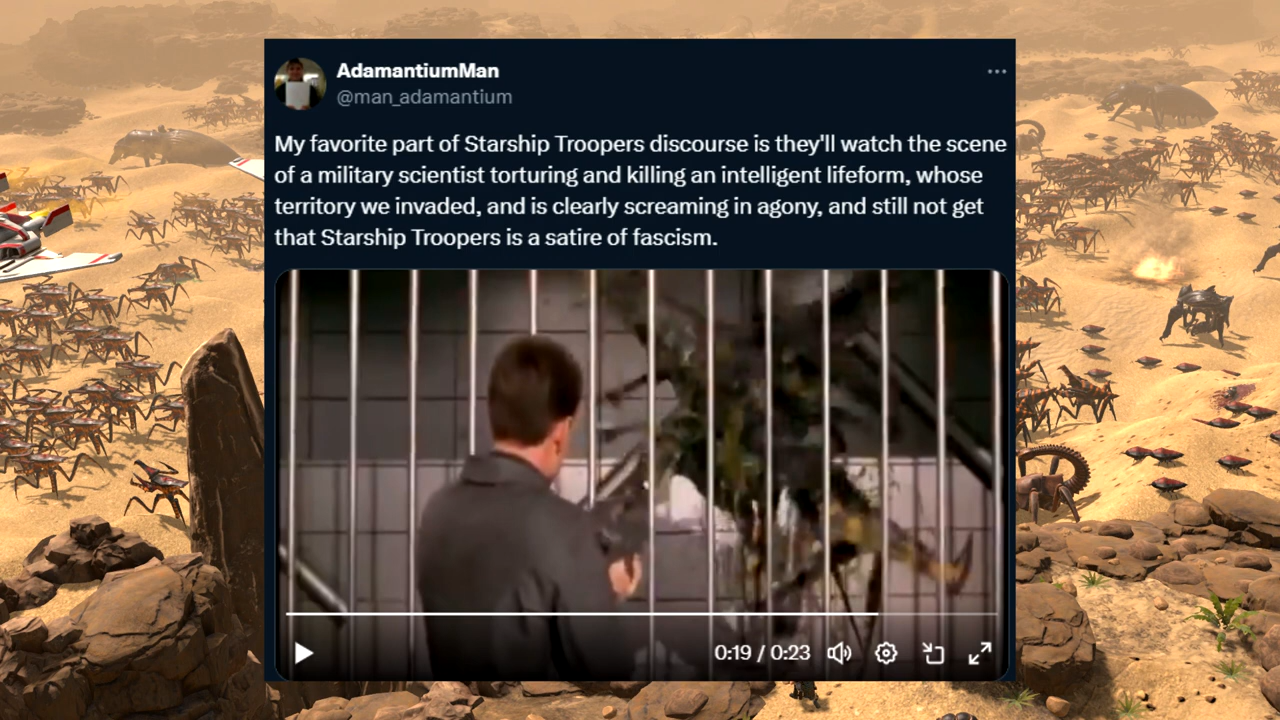 AdamantiumMan
@man_adamantium
My favorite part of Starship Troopers discourse is they'll watch the scene
of a military scientist torturing and killing an intelligent lifeform, whose
territory we invaded, and is clearly screaming in agony, and still not get
that Starship Troopers is a satire of fascism.
0:19 / 0:23